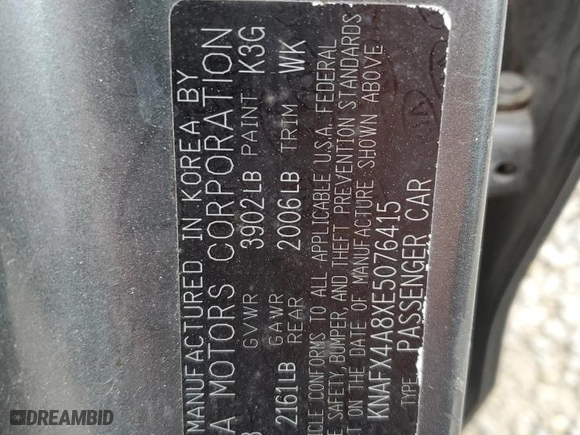 MANUFACTURED IN KOREA BY
A MOTORS CORPORATION
GVWR 3902LB PAINT K3G
GAWR
2161LB REAR 2006LB TRIM WK
ICLE CONFORMS TO ALL APPLICABLE U.S.A. FEDERAL
E SAFETY, BUMPER, AND THEFT PREVENTION STANDARDS
T ON THE DATE OF MANUFACTURE SHOWN ABOVE
KNAFX4A8XE5076415
TYPE: PASSENGER CAR
DREAMBID